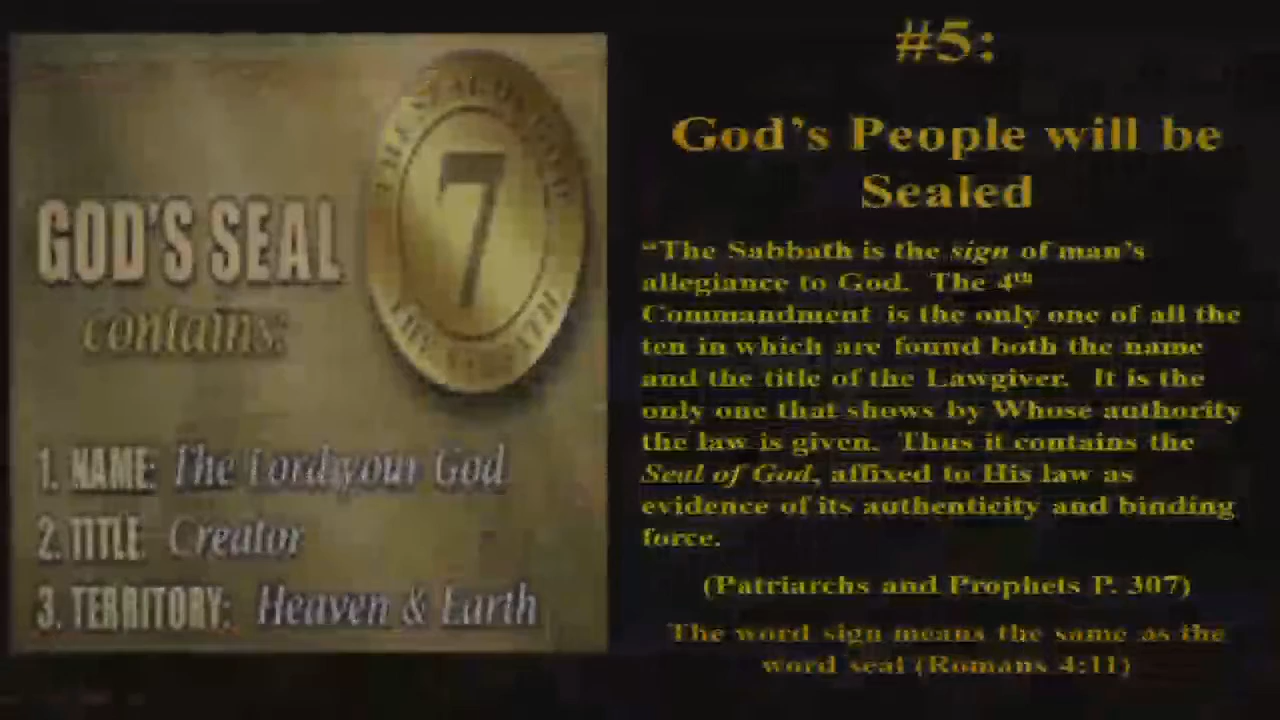 GOD'S SEAL
contains:
1. NAME: The Lord your God
2. TITLE: Creator
3. TERRITORY: Heaven & Earth
THE SEAL OF GOD
7
#5:
God's People will be
Sealed
“The Sabbath is the sign of man's
allegiance to God. The 4th
Commandment is the only one of all the
ten in which are found both the name
and the title of the Lawgiver. It is the
only one that shows by Whose authority
the law is given. Thus it contains the
Seal of God, affixed to His law as
evidence of its authenticity and binding
force.
(Patriarchs and Prophets P. 307)
The word sign means the same as the
word seal (Romans 4:11)